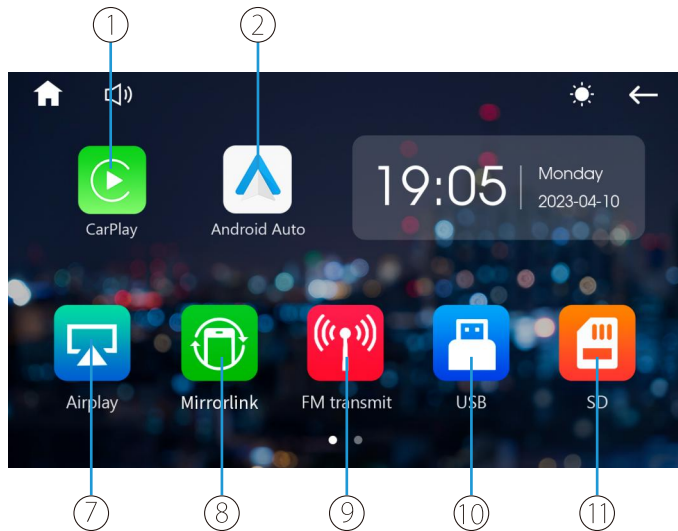 1 2
19:05 Monday
2023-04-10
CarPlay Android Auto
Airplay Mirrorlink FM transmit USB SD
7 8 9 10 11